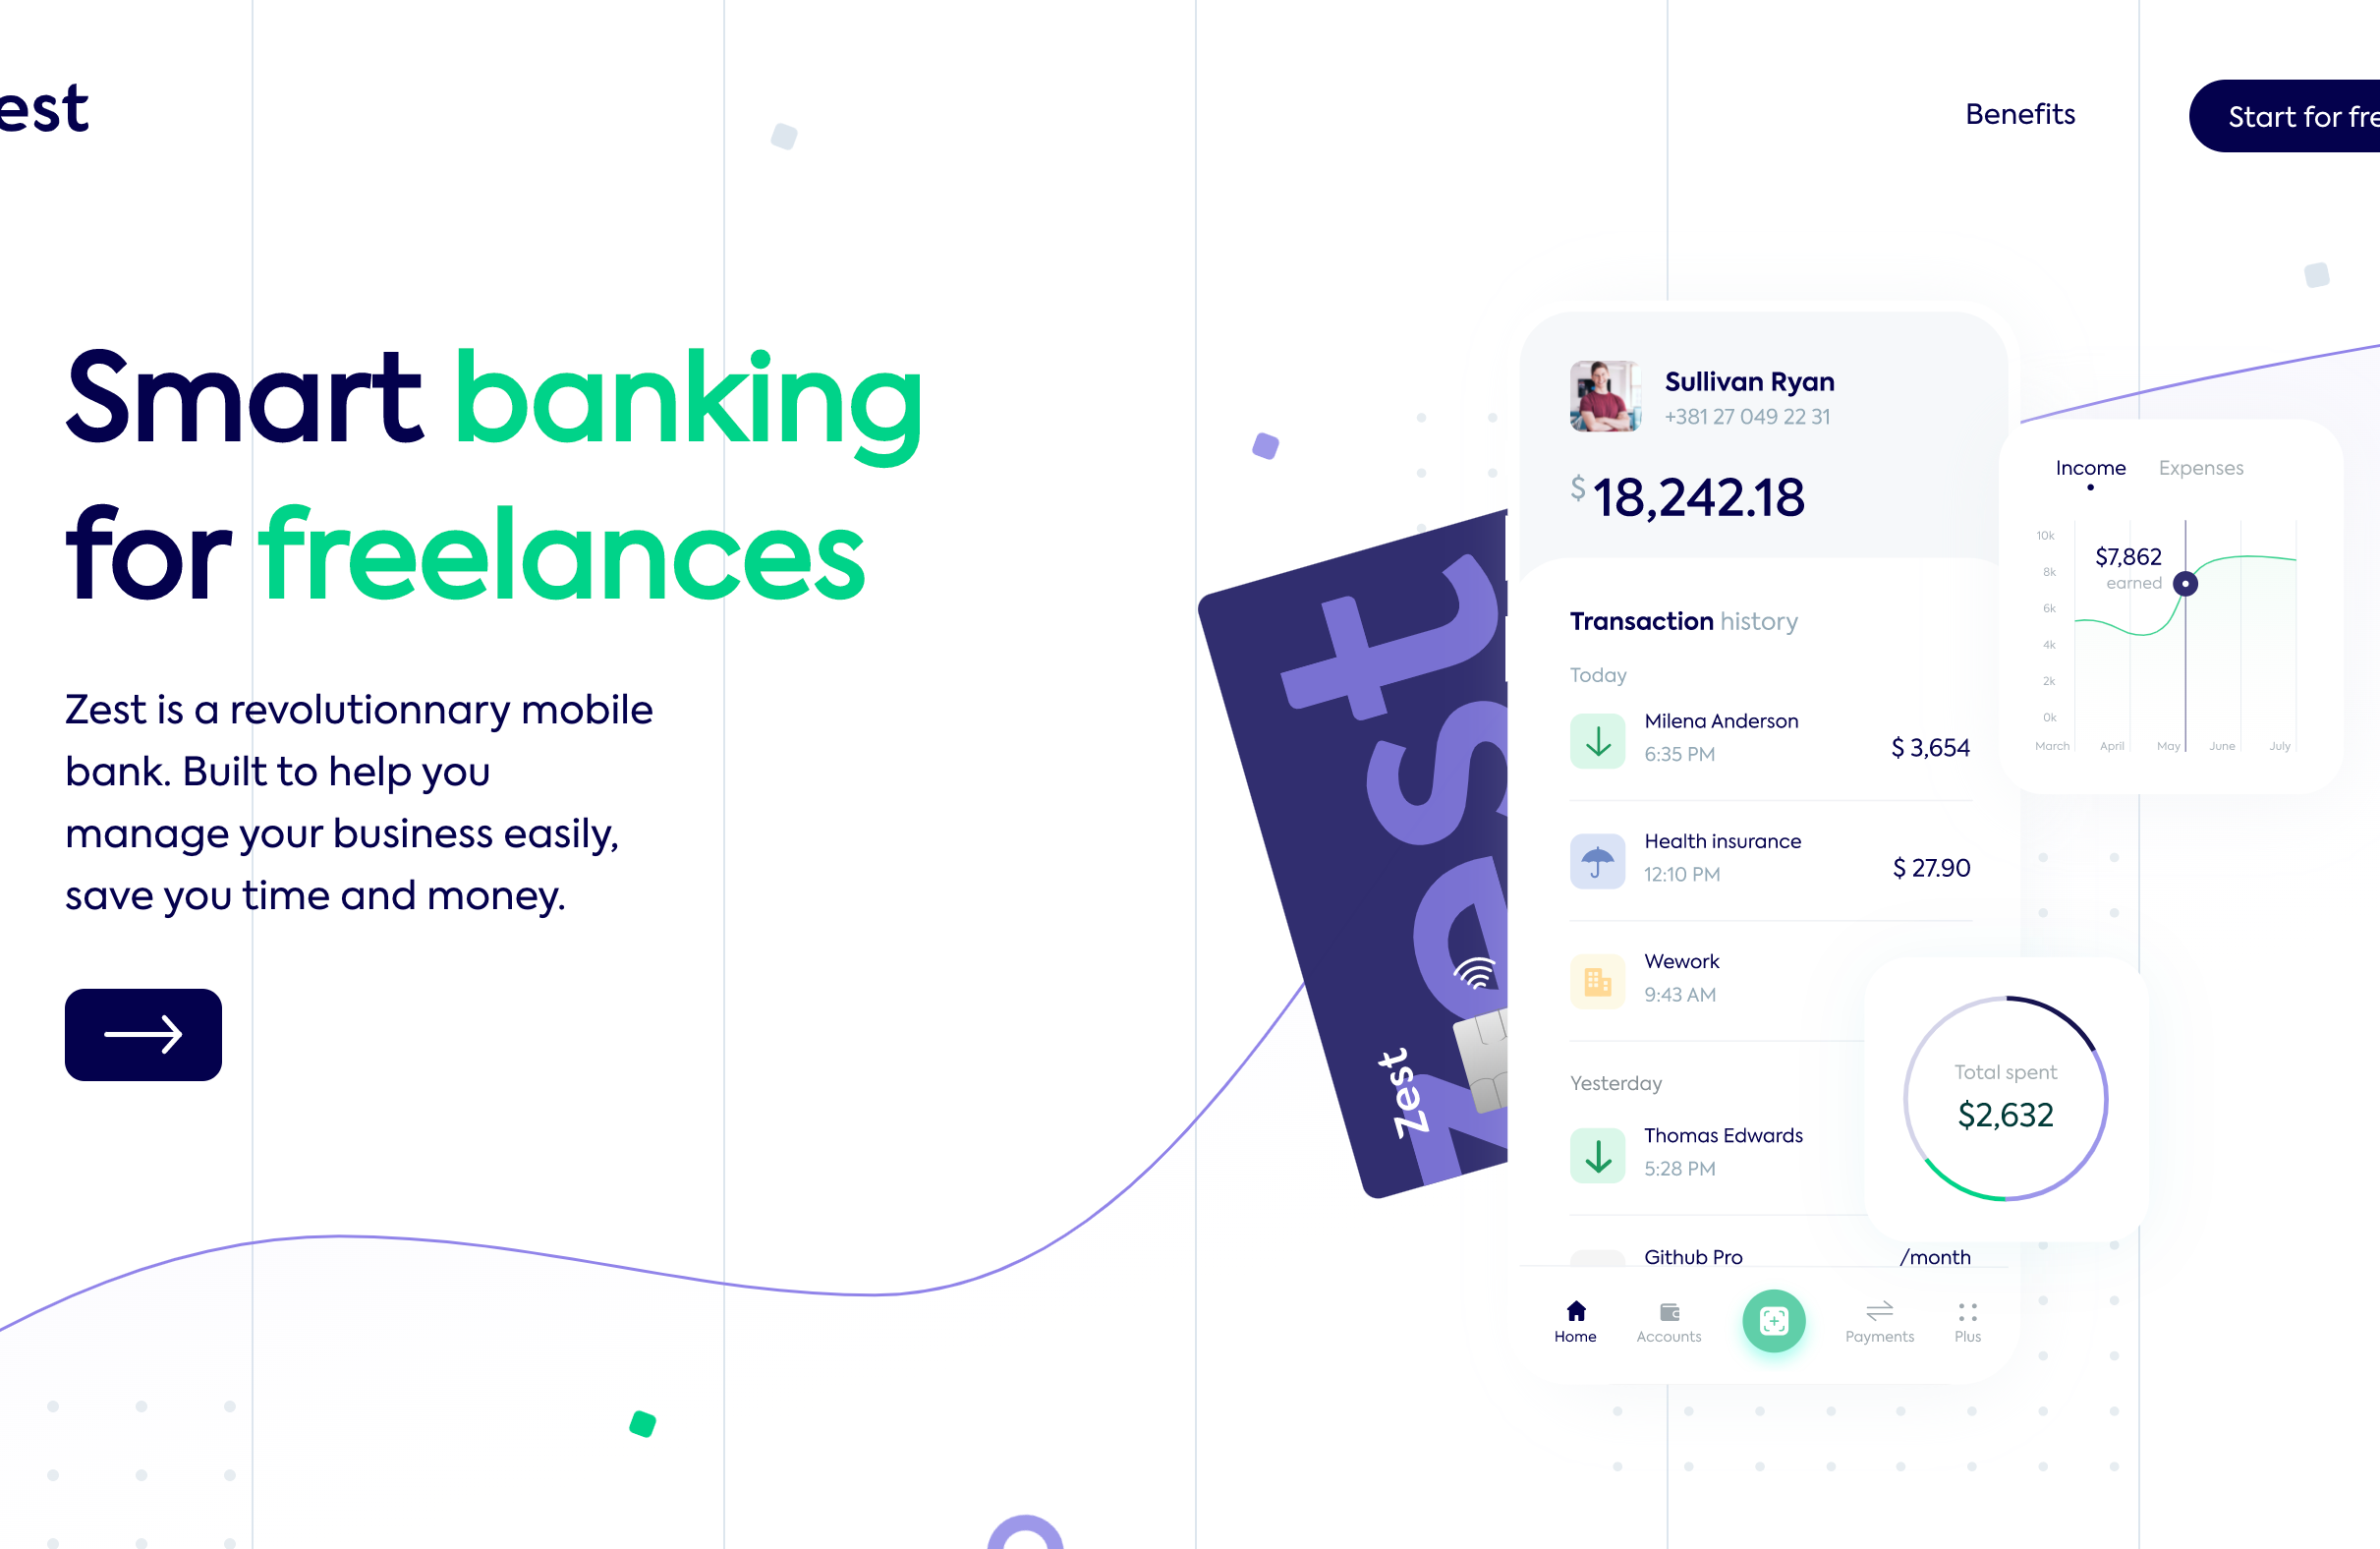 est
Benefits
Start for fre
Smart banking
for freelances
Zest is a revolutionnary mobile
bank. Built to help you
manage your business easily,
save you time and money.
zest
zest
Sullivan Ryan
+381 27 049 22 31
$ 18,242.18
Transaction history
Today
Milena Anderson
6:35 PM
$ 3,654
Health insurance
12:10 PM
$ 27.90
Wework
9:43 AM
Yesterday
Thomas Edwards
5:28 PM
Github Pro
/month
Home
Accounts
Payments
Plus
Income Expenses
10k
8k
6k
4k
2k
0k
$7,862
earned
March April May June July
Total spent
$2,632